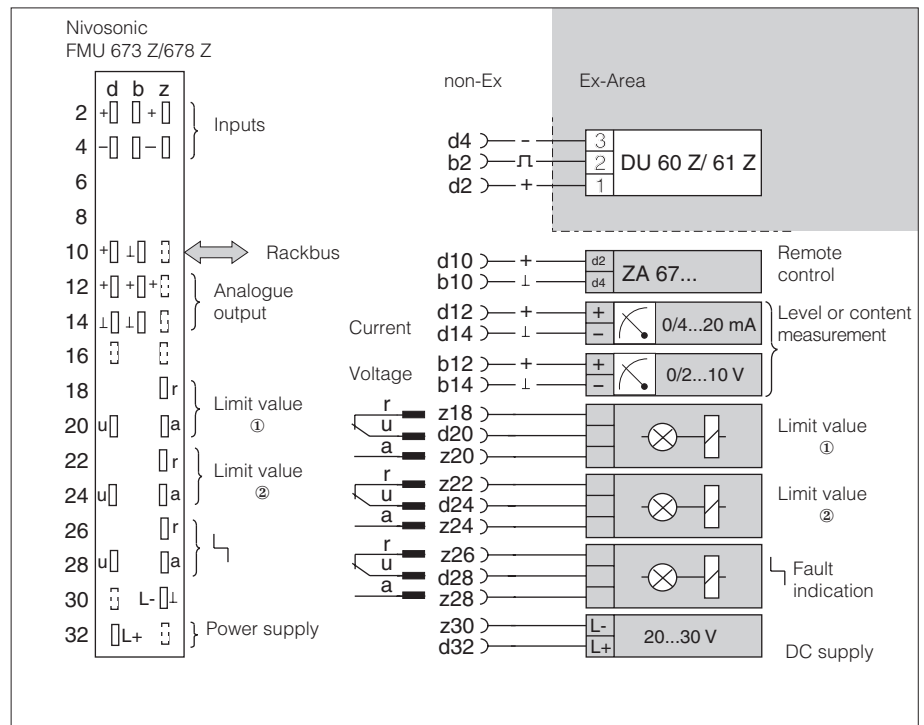 Nivosonic
FMU 673 Z/678 Z
d b z
2 + +
4 – –
Inputs
6
8
10 + ⊥
Rackbus
12 + + +
14 ⊥ ⊥
Analogue
output
16
18 r
20 u a
Limit value
①
22 r
24 u a
Limit value
②
26 r
28 u a
30 L- ⊥
32 L+
Power supply
non-Ex
Ex-Area
d4 - 3
b2 2
d2 + 1
DU 60 Z/ 61 Z
d10 + d2
b10 ⊥ d4
ZA 67...
Remote
control
Current
d12 + +
d14 ⊥ –
0/4...20 mA
Level or content
measurement
Voltage
b12 + +
b14 ⊥ –
0/2...10 V
r z18
u d20
a z20
Limit value
①
r z22
u d24
a z24
Limit value
②
r z26
u d28
a z28
Fault
indication
z30 L-
d32 L+
20...30 V
DC supply